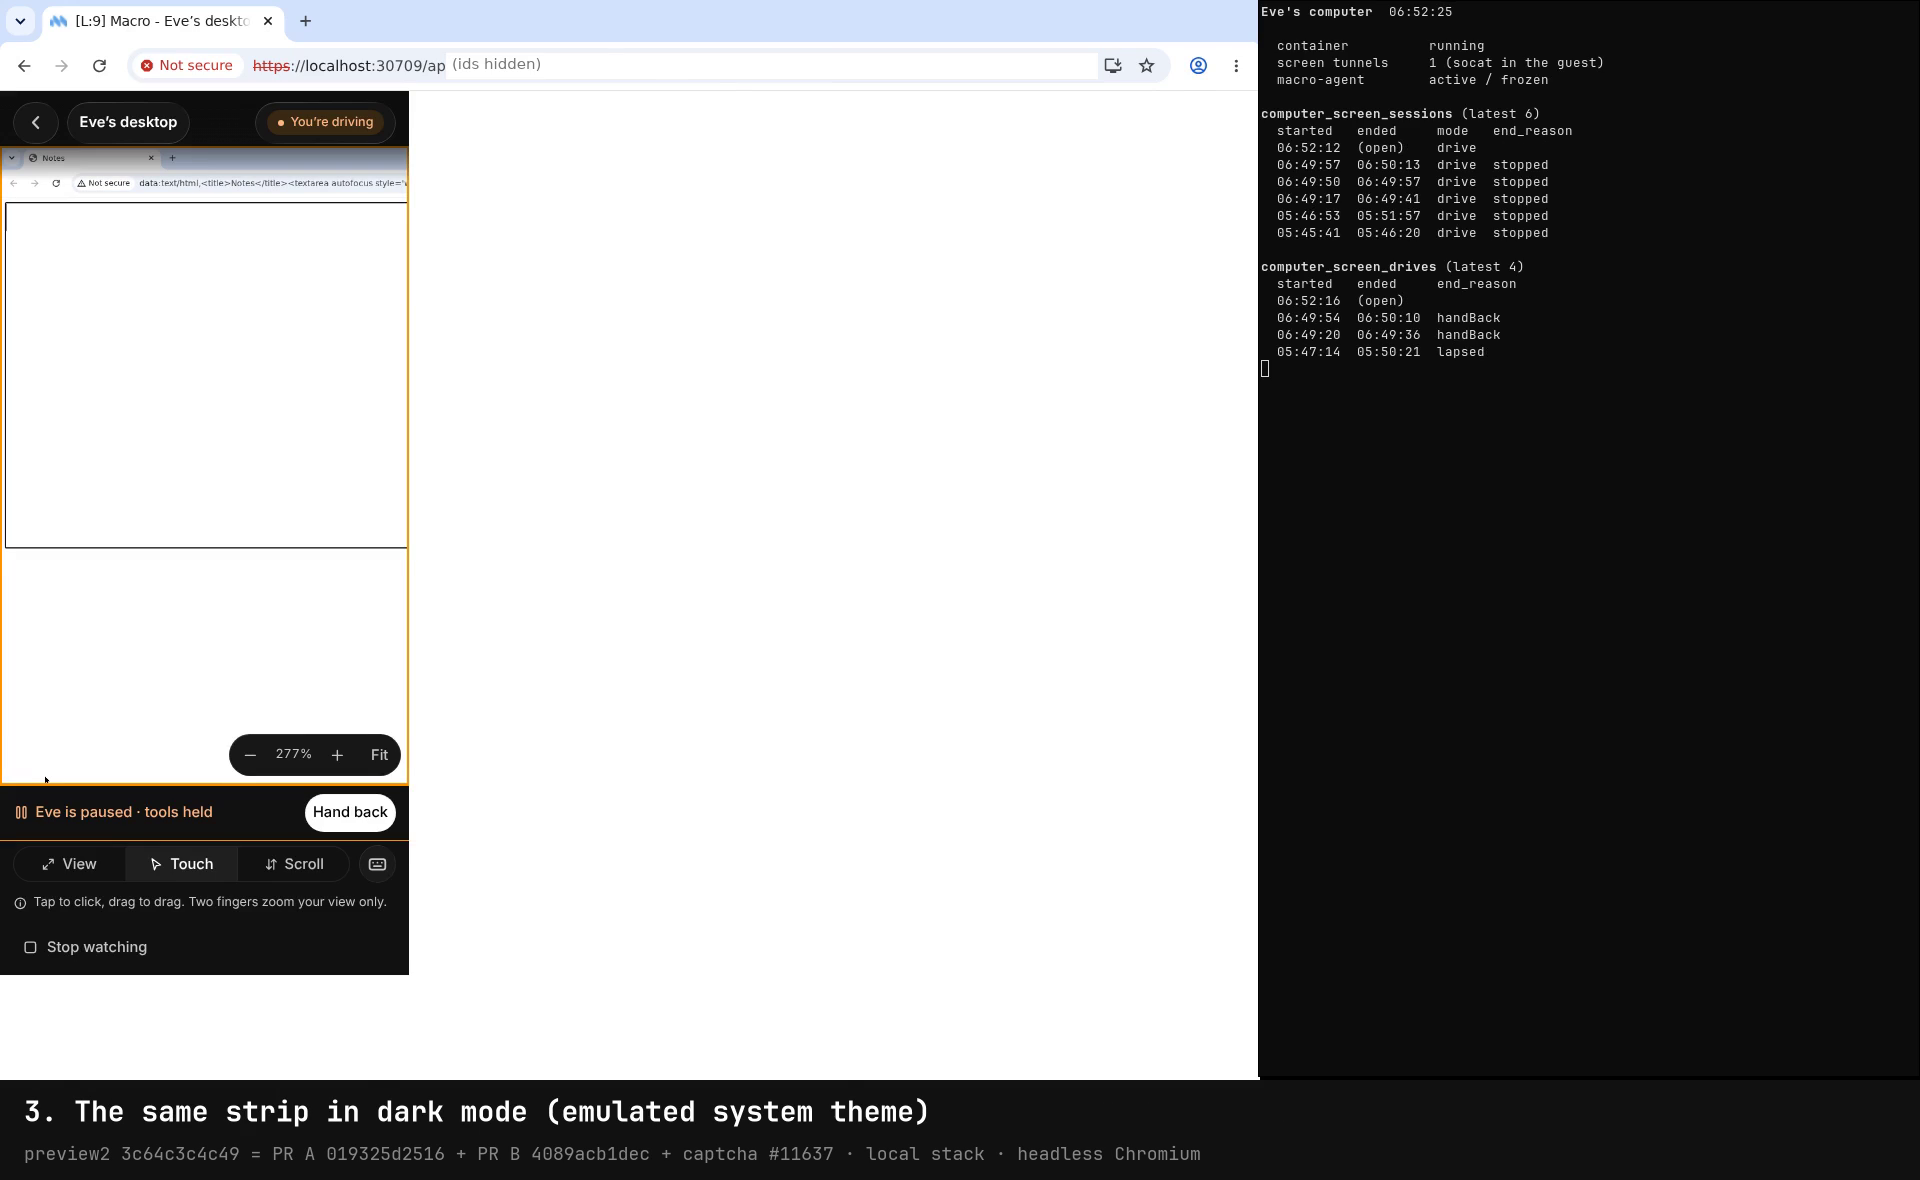 [L:9] Macro - Eve's deskto
Not secure https://localhost:30709/ap (ids hidden)
Eve's desktop You're driving
Notes
Not secure data:text/html,<title>Notes</title><textarea autofocus style="
277% Fit
Eve is paused · tools held Hand back
View Touch Scroll
Tap to click, drag to drag. Two fingers zoom your view only.
Stop watching
Eve's computer 06:52:25
container running
screen tunnels 1 (socat in the guest)
macro-agent active / frozen
computer_screen_sessions (latest 6)
started ended mode end_reason
06:52:12 (open) drive
06:49:57 06:50:13 drive stopped
06:49:50 06:49:57 drive stopped
06:49:17 06:49:41 drive stopped
05:46:53 05:51:57 drive stopped
05:45:41 05:46:20 drive stopped
computer_screen_drives (latest 4)
started ended end_reason
06:52:16 (open)
06:49:54 06:50:10 handBack
06:49:20 06:49:36 handBack
05:47:14 05:50:21 lapsed
3. The same strip in dark mode (emulated system theme)
preview2 3c64c3c4c49 = PR A 019325d2516 + PR B 4089acb1dec + captcha #11637 · local stack · headless Chromium